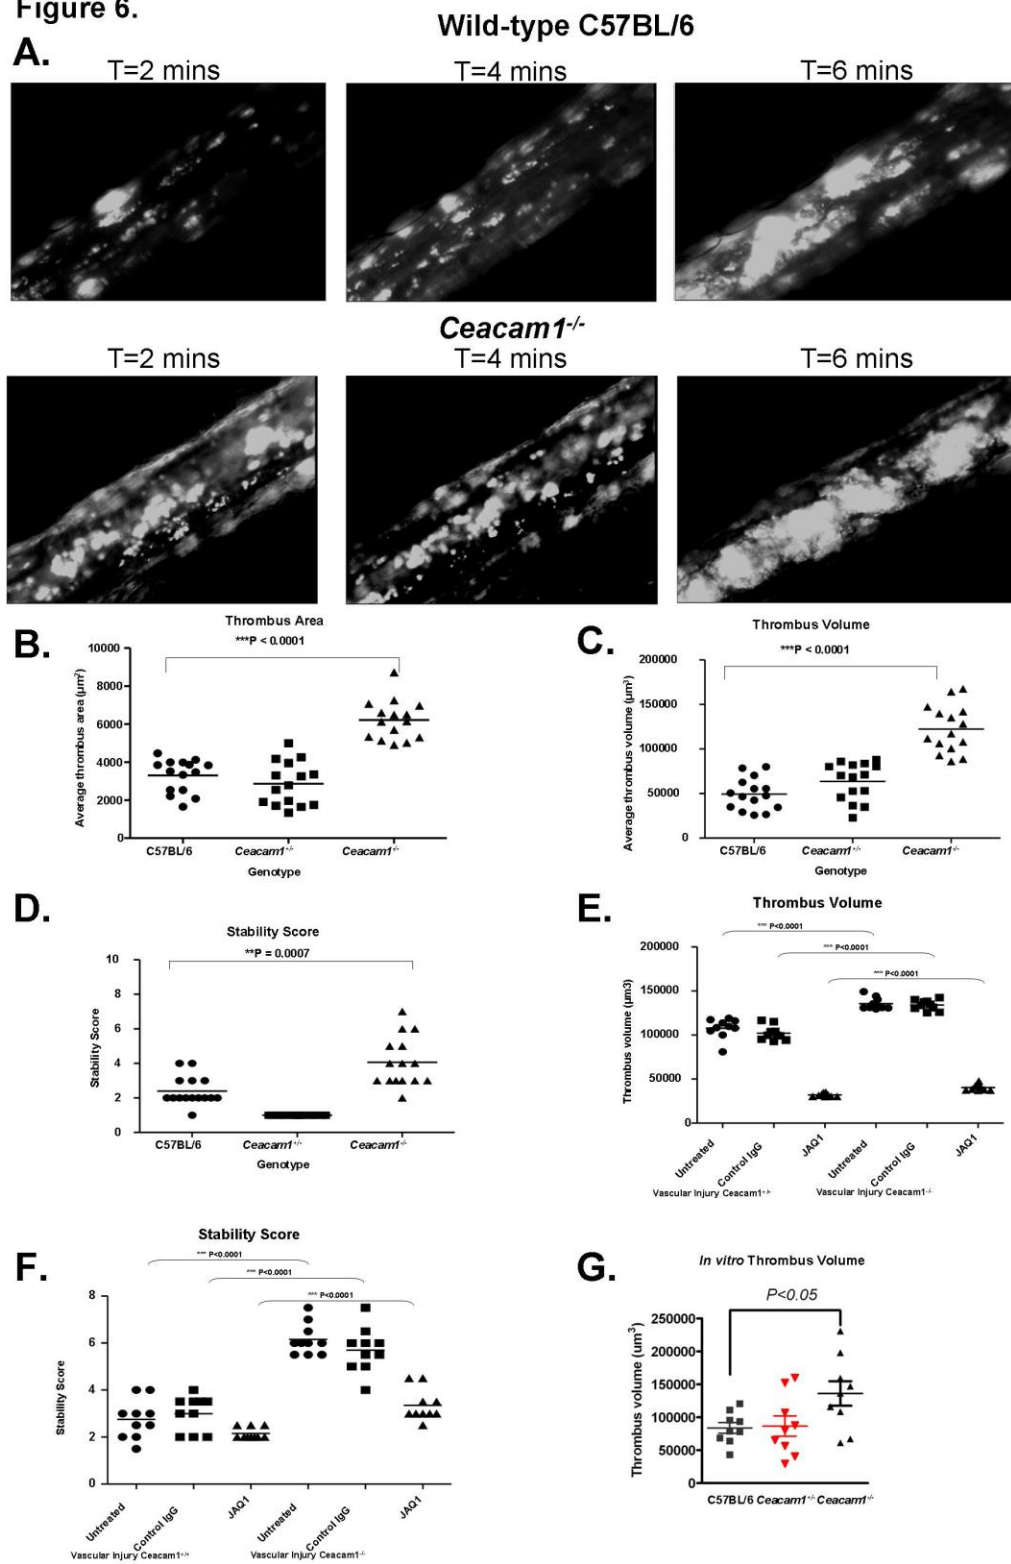 Figure 6.
Wild-type C57BL/6
A.
T=2 mins
T=4 mins
T=6 mins
Ceacam1-/-
T=2 mins
T=4 mins
T=6 mins
B.
Thrombus Area
***P < 0.0001
Average thrombus area (µm²)
10000
8000
6000
4000
2000
0
C57BL/6
Ceacam1+/-
Ceacam1-/-
Genotype
C.
Thrombus Volume
***P < 0.0001
Average thrombus volume (µm³)
200000
150000
100000
50000
0
C57BL/6
Ceacam1+/-
Ceacam1-/-
Genotype
D.
Stability Score
**P = 0.0007
Stability Score
10
8
6
4
2
0
C57BL/6
Ceacam1+/-
Ceacam1-/-
Genotype
E.
Thrombus Volume
*** P<0.0001
*** P<0.0001
*** P<0.0001
Thrombus volume (µm3)
200000
150000
100000
50000
0
Untreated
Control IgG
JAQ1
Untreated
Control IgG
JAQ1
Vascular Injury Ceacam1+/+
Vascular Injury Ceacam1-/-
F.
Stability Score
*** P<0.0001
*** P<0.0001
*** P<0.0001
Stability Score
8
6
4
2
0
Untreated
Control IgG
JAQ1
Untreated
Control IgG
JAQ1
Vascular Injury Ceacam1+/+
Vascular Injury Ceacam1-/-
G.
In vitro Thrombus Volume
P<0.05
Thrombus volume (um³)
250000
200000
150000
100000
50000
0
C57BL/6 Ceacam1+/- Ceacam1-/-